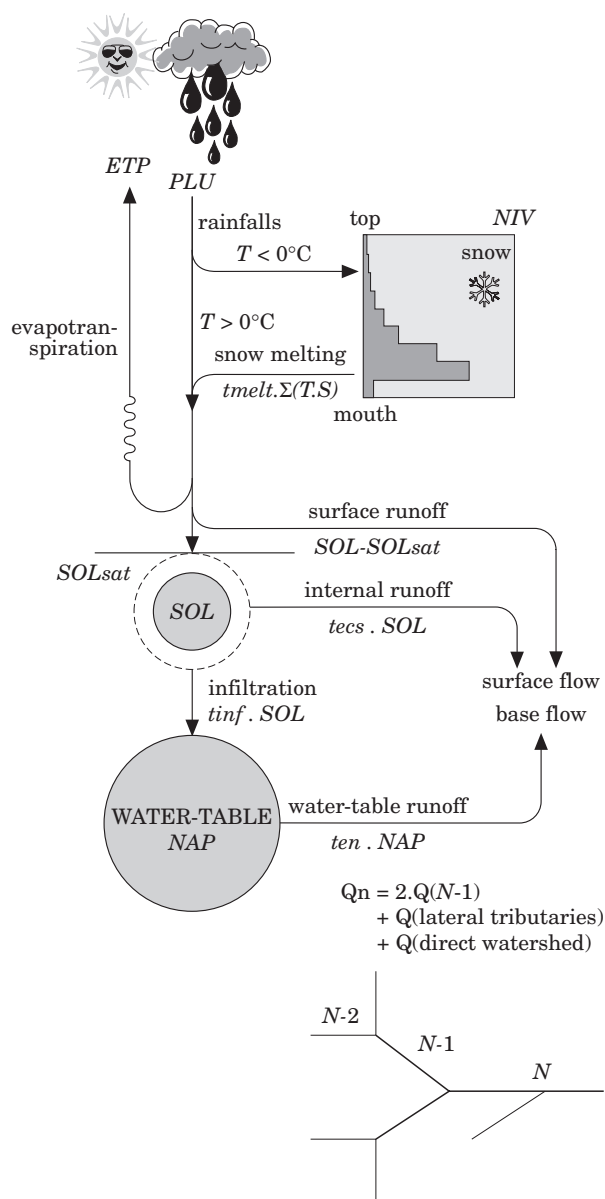 ETP
PLU
rainfalls
top
NIV
T < 0°C
snow
evapotran-
spiration
T > 0°C
snow melting
tmelt.Σ(T.S)
mouth
surface runoff
SOL-SOLsat
SOLsat
internal runoff
SOL
tecs . SOL
infiltration
tinf . SOL
surface flow
base flow
WATER-TABLE
NAP
water-table runoff
ten . NAP
Qn = 2.Q(N-1)
+ Q(lateral tributaries)
+ Q(direct watershed)
N-2
N-1
N